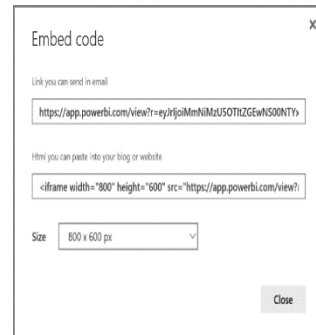 x
Embed code
Link you can send in email
https://app.powerbi.com/view?r=eyJrIjoiMmNiMzU5OTItZGEwNS00NTYx
Html you can paste into your blog or website
<iframe width="800" height="600" src="https://app.powerbi.com/view?
Size 800 x 600 px
Close